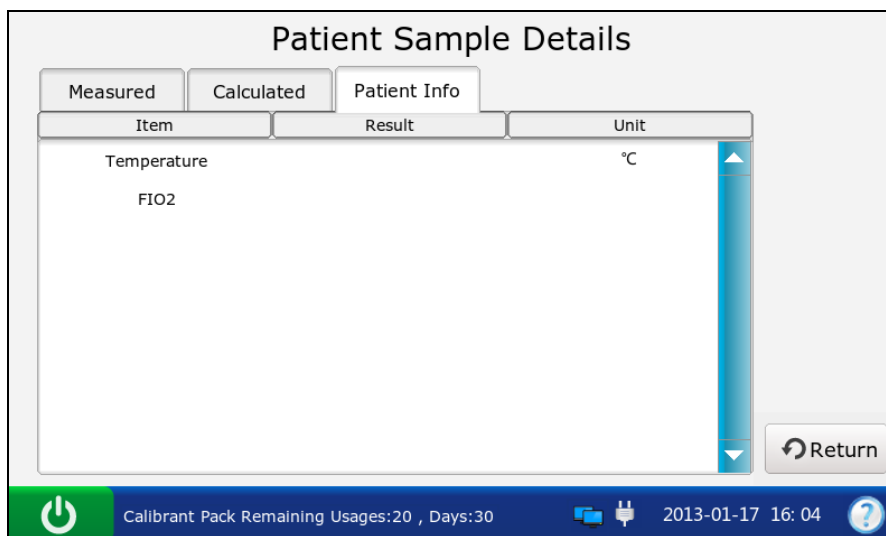 Patient Sample Details
Measured Calculated Patient Info
Item Result Unit
Temperature ℃
FIO2
Return
Calibrant Pack Remaining Usages:20 , Days:30 2013-01-17 16: 04 ?